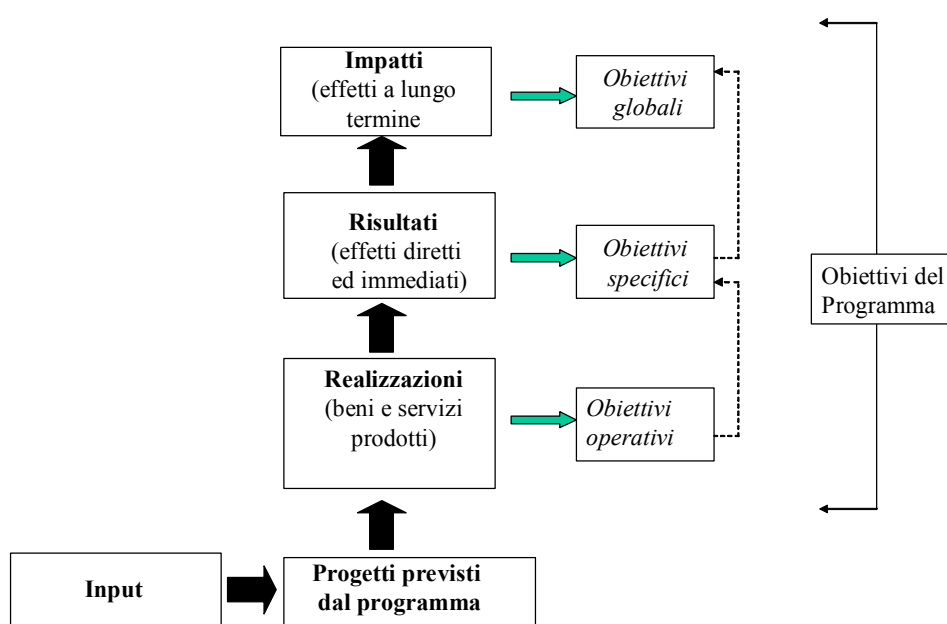 Impatti
(effetti a lungo
termine
Obiettivi
globali
Risultati
(effetti diretti
ed immediati)
Obiettivi
specifici
Obiettivi del
Programma
Realizzazioni
(beni e servizi
prodotti)
Obiettivi
operativi
Input
Progetti previsti
dal programma